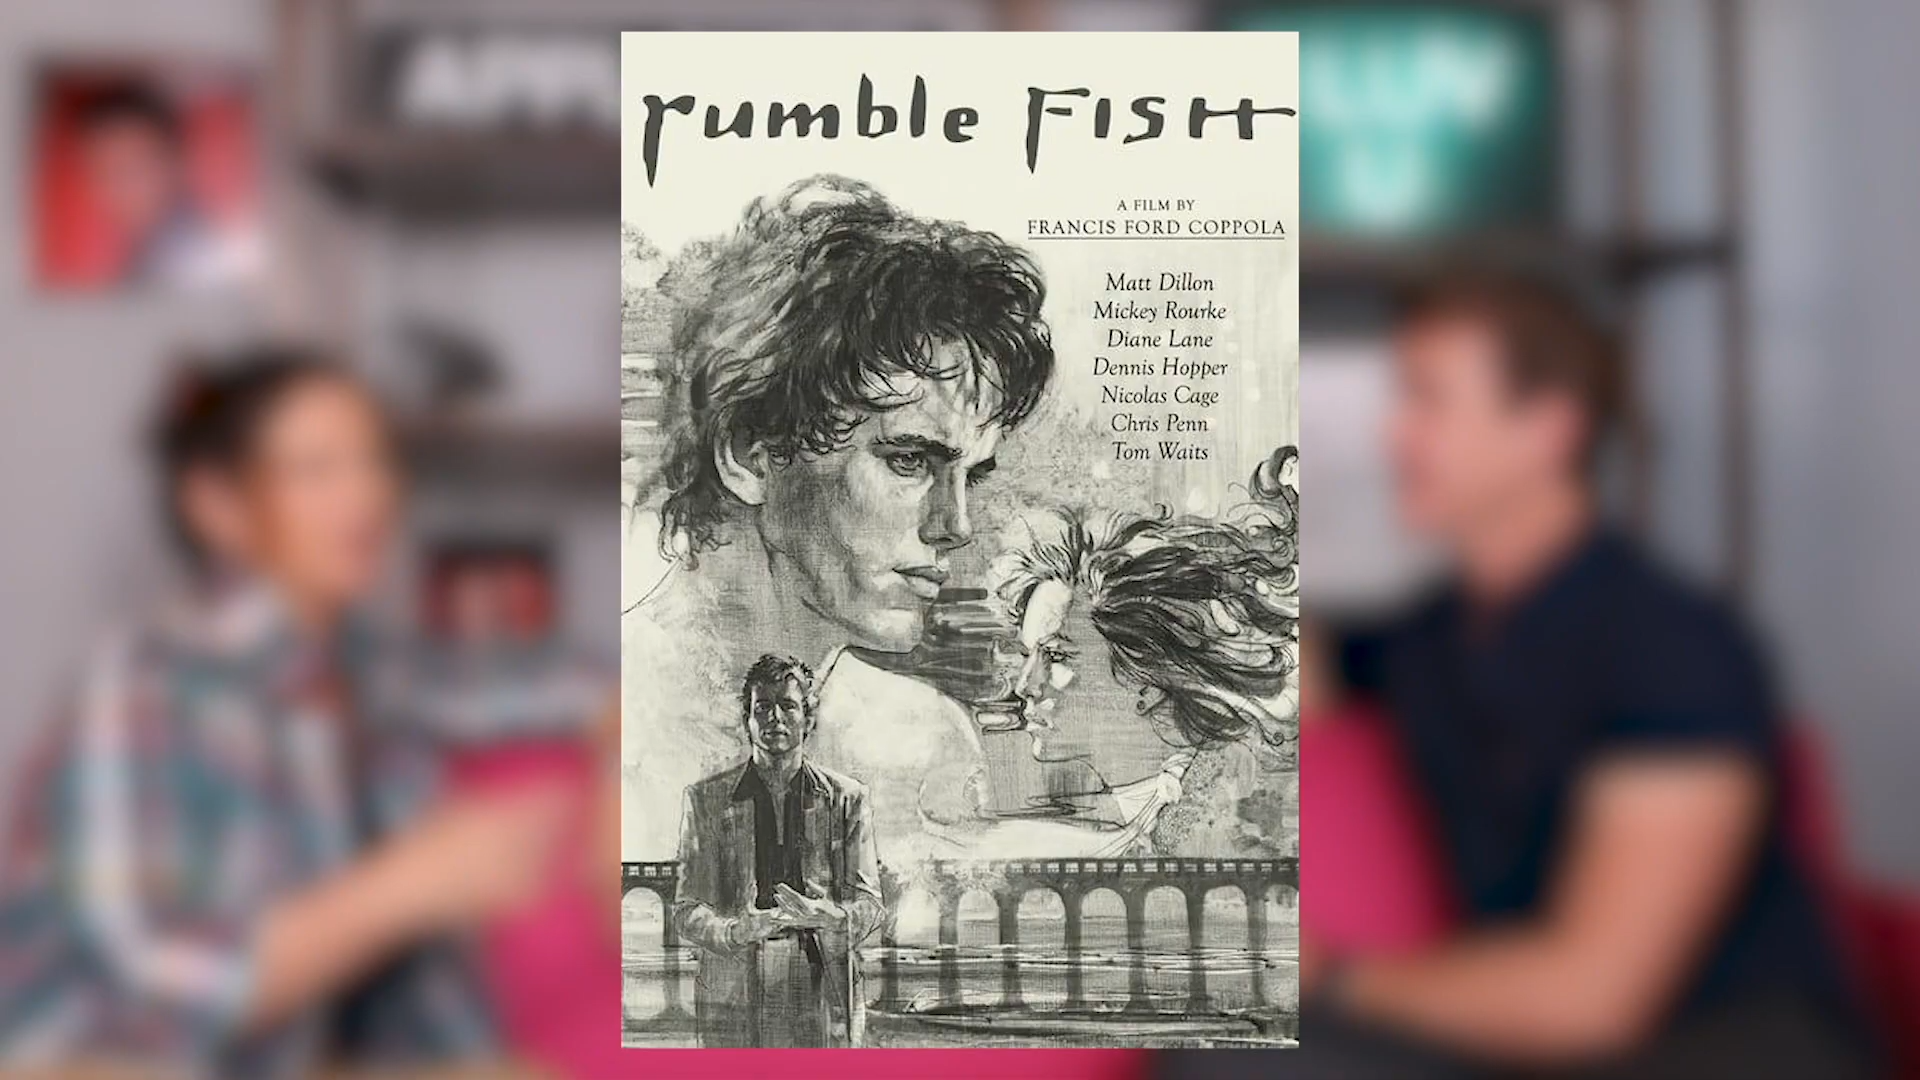 rumble FISH
A FILM BY
FRANCIS FORD COPPOLA
Matt Dillon
Mickey Rourke
Diane Lane
Dennis Hopper
Nicolas Cage
Chris Penn
Tom Waits